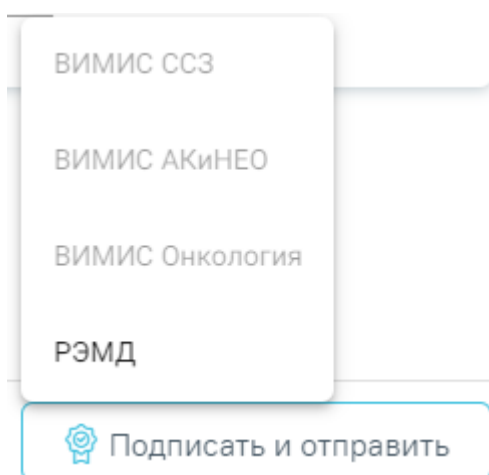 ВИМИС ССЗ
ВИМИС АКиНЕО
ВИМИС Онкология
РЭМД
Подписать и отправить